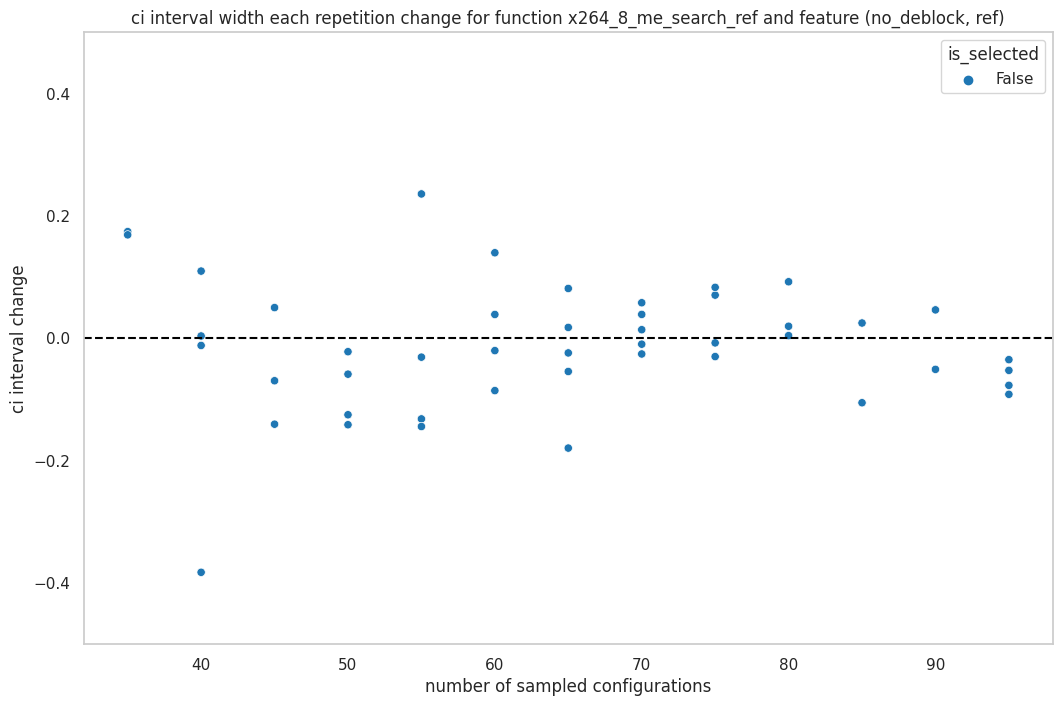 ci interval width each repetition change for function x264_8_me_search_ref and feature (no_deblock, ref)
is_selected
False
ci interval change
0.4
0.2
0.0
−0.2
−0.4
40 50 60 70 80 90
number of sampled configurations